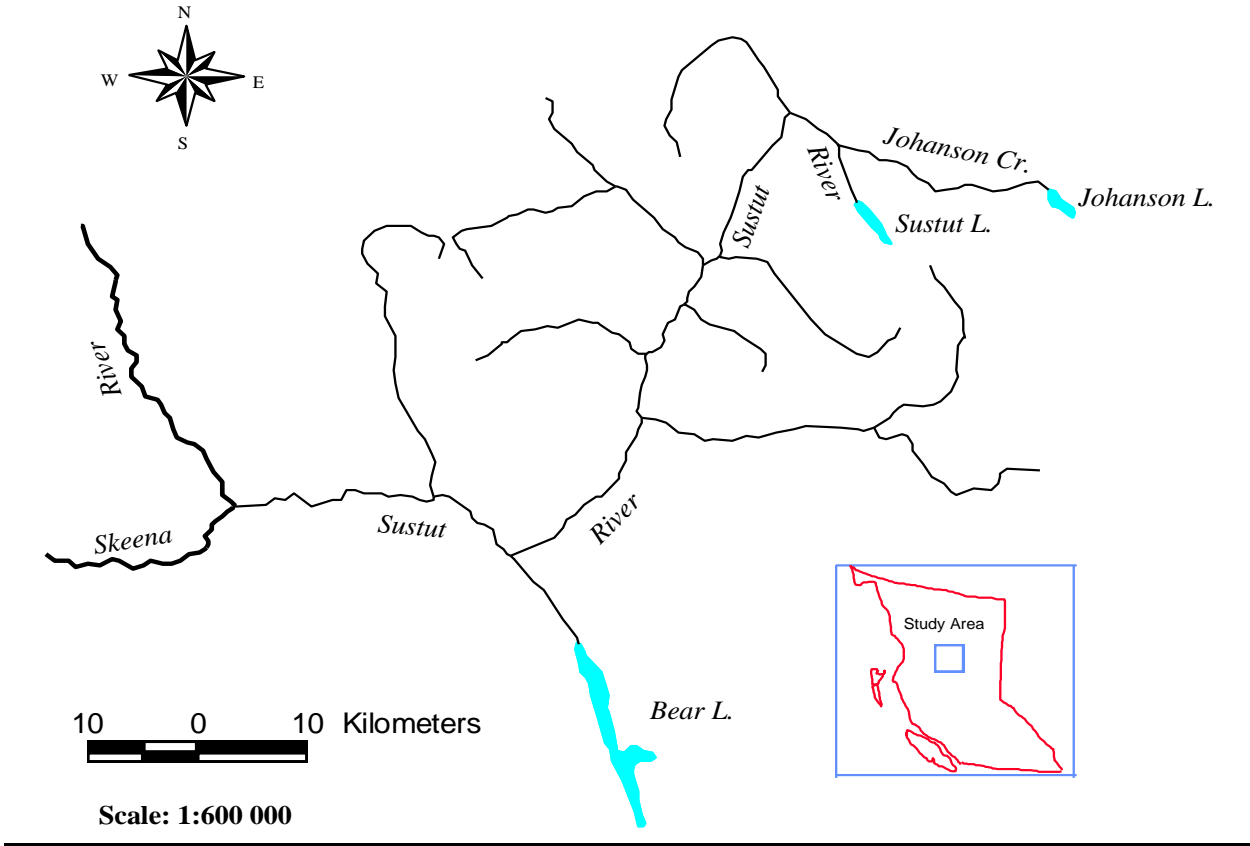 N
W
E
S
Johanson Cr.
River
Johanson L.
Sustut
Sustut L.
River
River
Sustut
Skeena
Study Area
Bear L.
10 0 10 Kilometers
Scale: 1:600 000